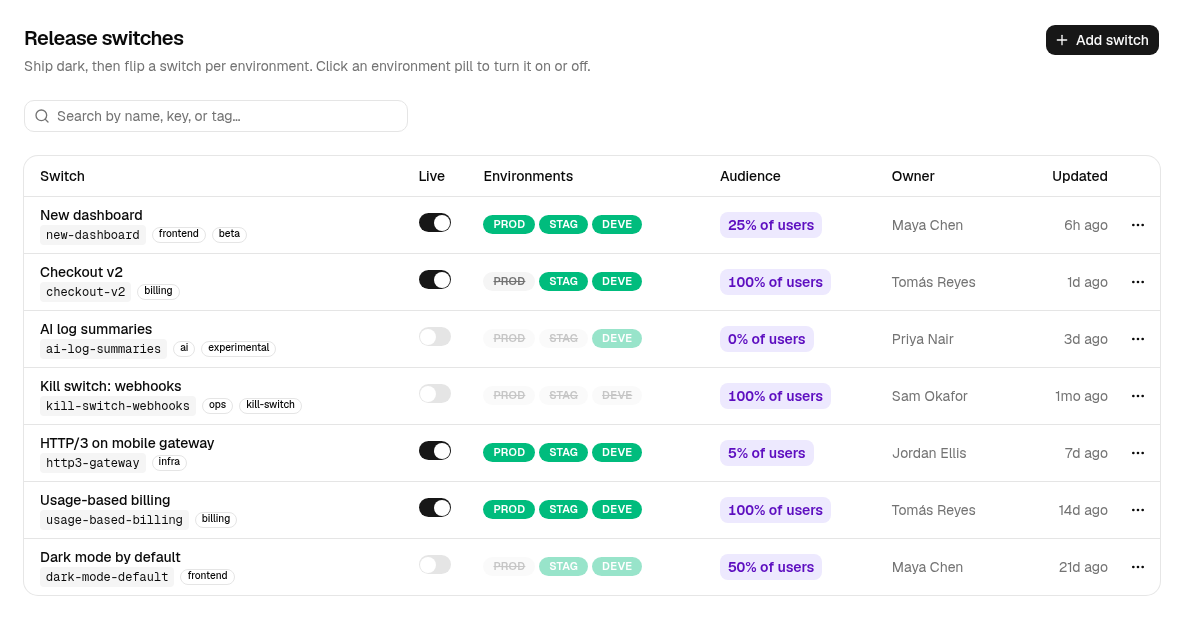 Release switches
Add switch
Ship dark, then flip a switch per environment. Click an environment pill to turn it on or off.
Search by name, key, or tag…
Switch Live Environments Audience Owner Updated
New dashboard
new-dashboard frontend beta PROD STAG DEVE 25% of users Maya Chen 6h ago
Checkout v2
checkout-v2 billing PROD STAG DEVE 100% of users Tomás Reyes 1d ago
AI log summaries
ai-log-summaries ai experimental PROD STAG DEVE 0% of users Priya Nair 3d ago
Kill switch: webhooks
kill-switch-webhooks ops kill-switch PROD STAG DEVE 100% of users Sam Okafor 1mo ago
HTTP/3 on mobile gateway
http3-gateway infra PROD STAG DEVE 5% of users Jordan Ellis 7d ago
Usage-based billing
usage-based-billing billing PROD STAG DEVE 100% of users Tomás Reyes 14d ago
Dark mode by default
dark-mode-default frontend PROD STAG DEVE 50% of users Maya Chen 21d ago